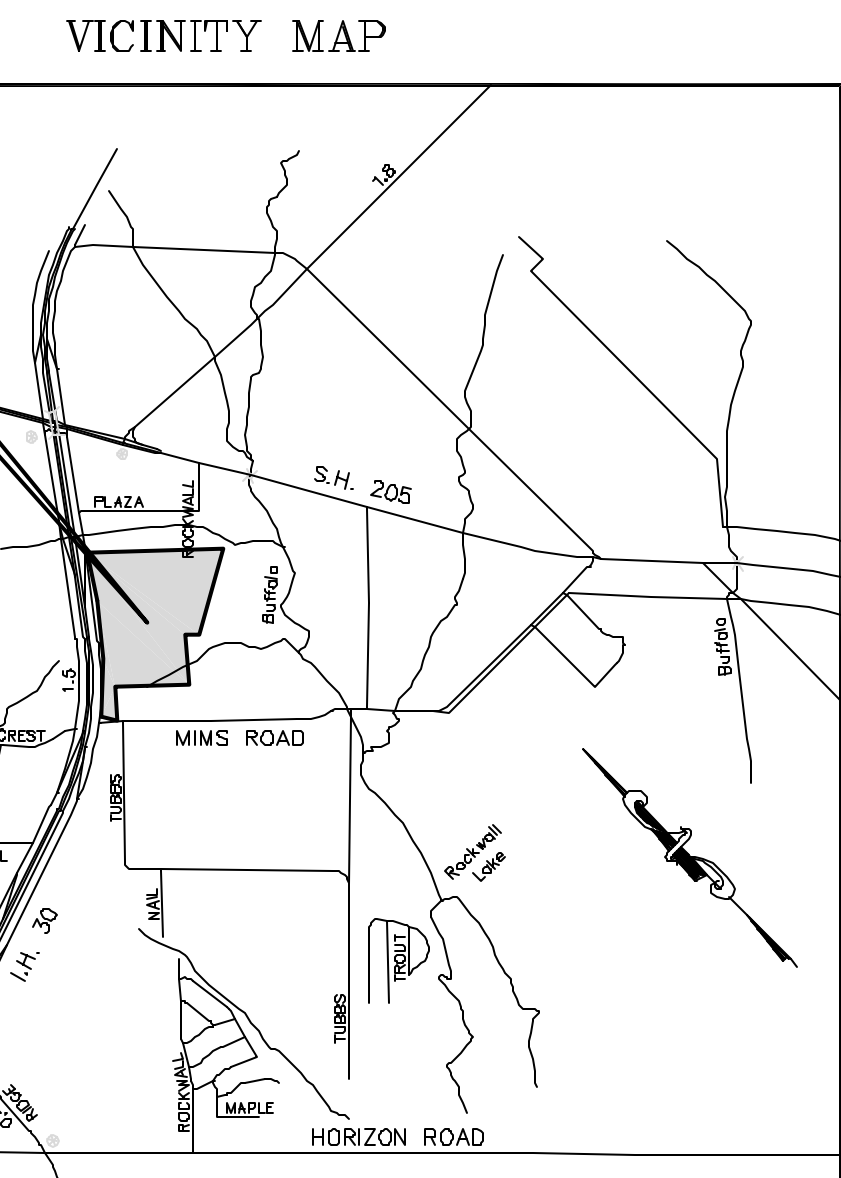 VICINITY MAP
1.8
S.H. 205
PLAZA
ROCKWALL
Buffalo
Buffalo
1.5
CREST
MIMS ROAD
TUBBS
Rockwall
Lake
L
NAIL
I.H. 30
TROUT
TUBBS
ROCKWALL
RIDGE
MAPLE
HORIZON ROAD